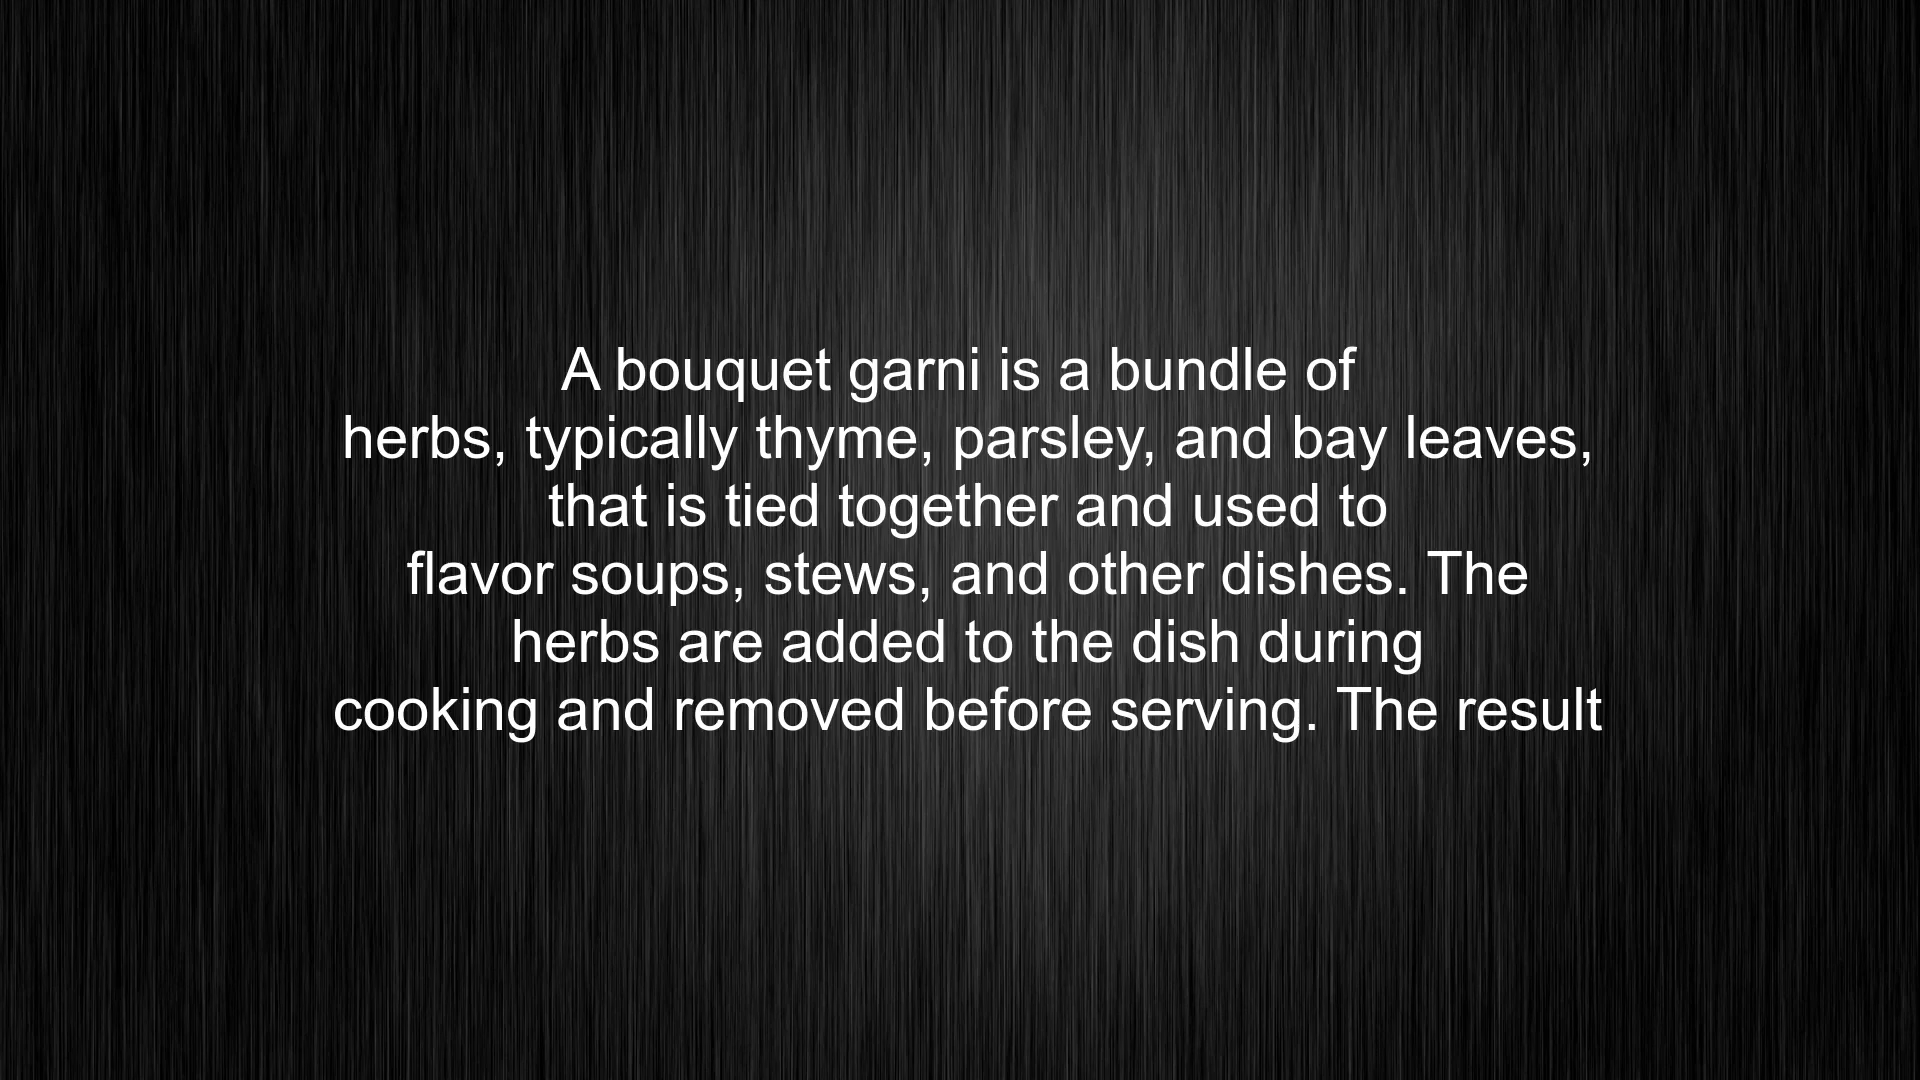 A bouquet garni is a bundle of
herbs, typically thyme, parsley, and bay leaves,
that is tied together and used to
flavor soups, stews, and other dishes. The
herbs are added to the dish during
cooking and removed before serving. The result